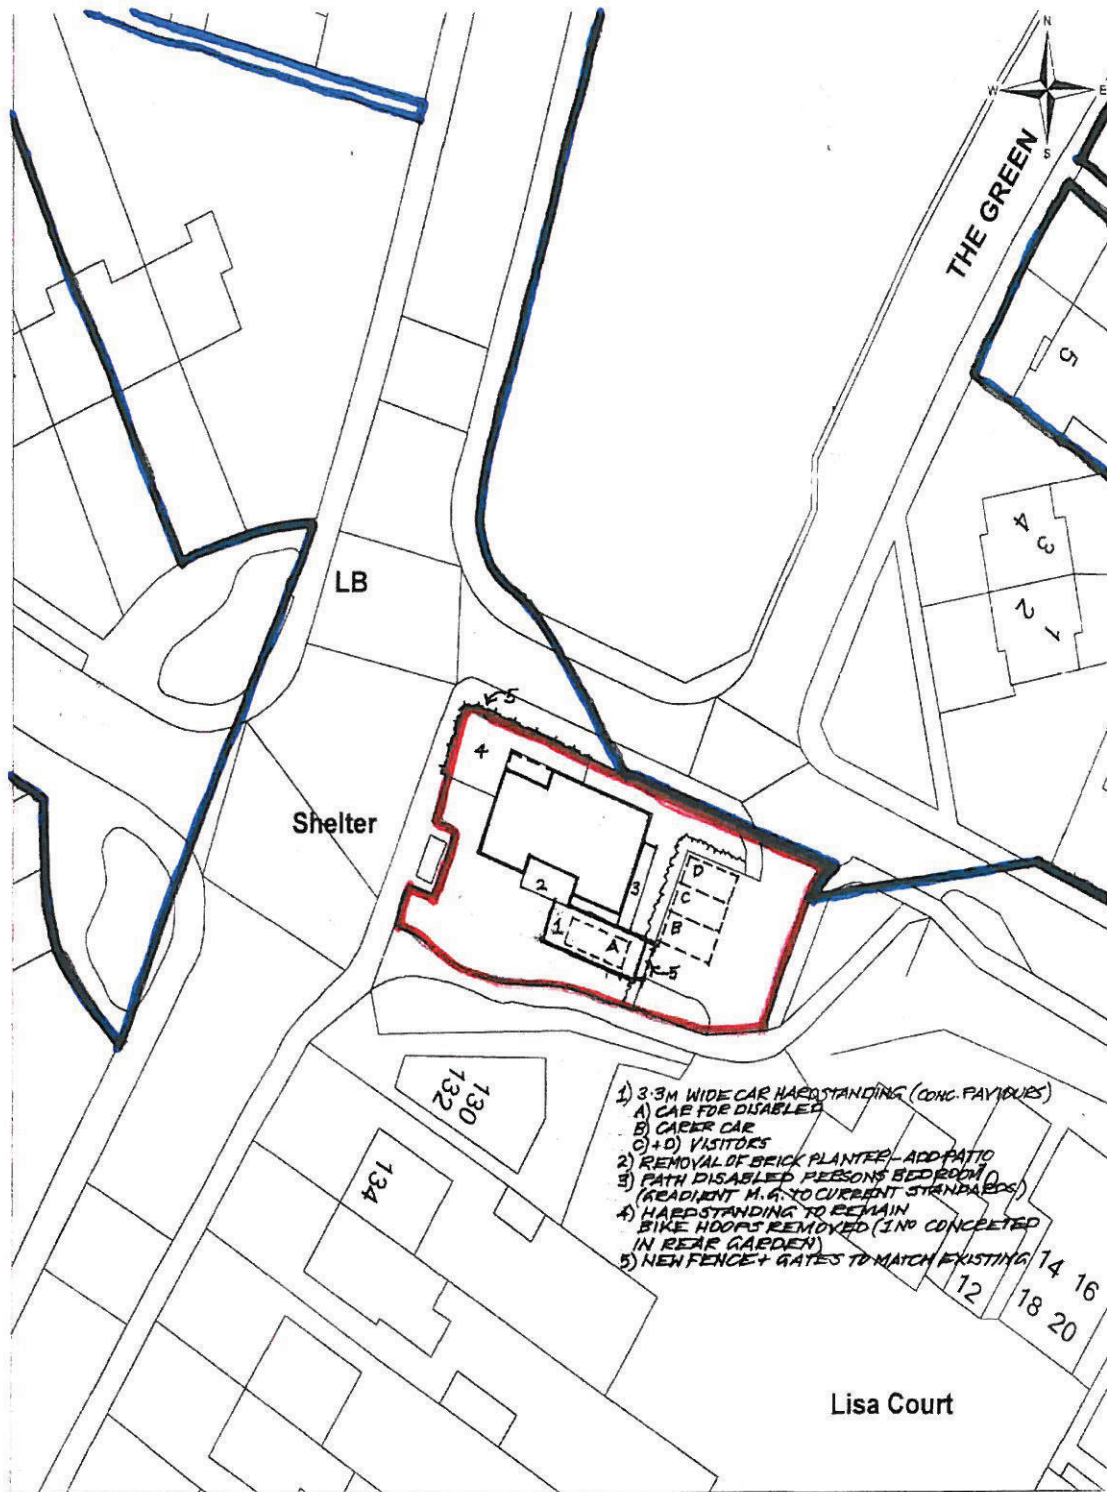 N
W E
S
THE GREEN
5
4
3
2
1
LB
5
4
Shelter
D
C
B
2
3
1
A
5
130
132
134
1) 3·3M WIDE CAR HARDSTANDING (CONC. PAVIOURS)
A) CAR FOR DISABLED
B) CARER CAR
C)+D) VISITORS
2) REMOVAL OF BRICK PLANTER - ADD PATIO
3) PATH DISABLED PERSONS BEDROOM
(GRADIENT M.G. TO CURRENT STANDARDS)
4) HARDSTANDING TO REMAIN
BIKE HOOPS REMOVED (1NO CONCRETED
IN REAR GARDEN)
5) NEW FENCE + GATES TO MATCH EXISTING
14 16
12 18 20
Lisa Court